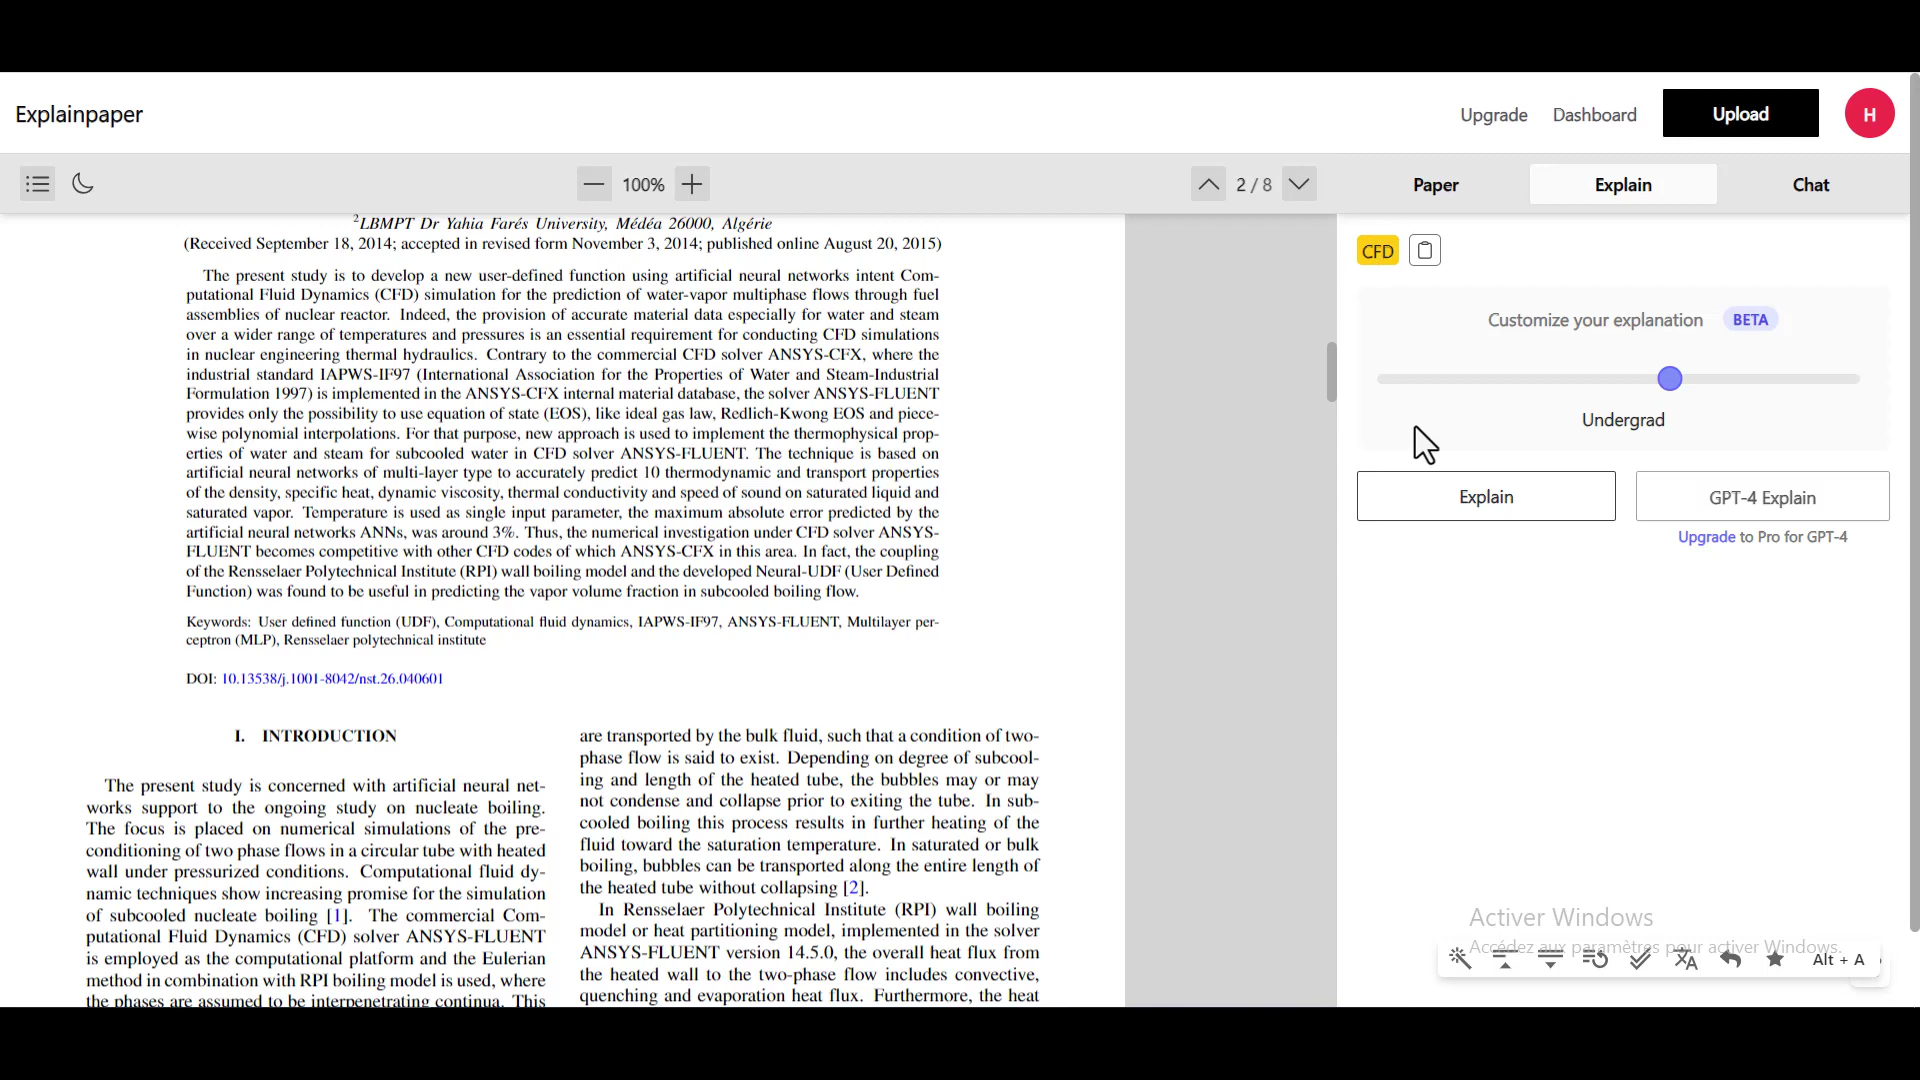 Explainpaper
Upgrade
Dashboard
Upload
H
100%
2 / 8
Paper
Explain
Chat
²LBMPT Dr Yahia Farés University, Médéa 26000, Algérie
(Received September 18, 2014; accepted in revised form November 3, 2014; published online August 20, 2015)
The present study is to develop a new user-defined function using artificial neural networks intent Com-
putational Fluid Dynamics (CFD) simulation for the prediction of water-vapor multiphase flows through fuel
assemblies of nuclear reactor. Indeed, the provision of accurate material data especially for water and steam
over a wider range of temperatures and pressures is an essential requirement for conducting CFD simulations
in nuclear engineering thermal hydraulics. Contrary to the commercial CFD solver ANSYS-CFX, where the
industrial standard IAPWS-IF97 (International Association for the Properties of Water and Steam-Industrial
Formulation 1997) is implemented in the ANSYS-CFX internal material database, the solver ANSYS-FLUENT
provides only the possibility to use equation of state (EOS), like ideal gas law, Redlich-Kwong EOS and piece-
wise polynomial interpolations. For that purpose, new approach is used to implement the thermophysical prop-
erties of water and steam for subcooled water in CFD solver ANSYS-FLUENT. The technique is based on
artificial neural networks of multi-layer type to accurately predict 10 thermodynamic and transport properties
of the density, specific heat, dynamic viscosity, thermal conductivity and speed of sound on saturated liquid and
saturated vapor. Temperature is used as single input parameter, the maximum absolute error predicted by the
artificial neural networks ANNs, was around 3%. Thus, the numerical investigation under CFD solver ANSYS-
FLUENT becomes competitive with other CFD codes of which ANSYS-CFX in this area. In fact, the coupling
of the Rensselaer Polytechnical Institute (RPI) wall boiling model and the developed Neural-UDF (User Defined
Function) was found to be useful in predicting the vapor volume fraction in subcooled boiling flow.
Keywords: User defined function (UDF), Computational fluid dynamics, IAPWS-IF97, ANSYS-FLUENT, Multilayer per-
ceptron (MLP), Rensselaer polytechnical institute
DOI: 10.13538/j.1001-8042/nst.26.040601
I. INTRODUCTION
The present study is concerned with artificial neural net-
works support to the ongoing study on nucleate boiling.
The focus is placed on numerical simulations of the pre-
conditioning of two phase flows in a circular tube with heated
wall under pressurized conditions. Computational fluid dy-
namic techniques show increasing promise for the simulation
of subcooled nucleate boiling [1]. The commercial Com-
putational Fluid Dynamics (CFD) solver ANSYS-FLUENT
is employed as the computational platform and the Eulerian
method in combination with RPI boiling model is used, where
the phases are assumed to be interpenetrating continua. This
are transported by the bulk fluid, such that a condition of two-
phase flow is said to exist. Depending on degree of subcool-
ing and length of the heated tube, the bubbles may or may
not condense and collapse prior to exiting the tube. In sub-
cooled boiling this process results in further heating of the
fluid toward the saturation temperature. In saturated or bulk
boiling, bubbles can be transported along the entire length of
the heated tube without collapsing [2].
In Rensselaer Polytechnical Institute (RPI) wall boiling
model or heat partitioning model, implemented in the solver
ANSYS-FLUENT version 14.5.0, the overall heat flux from
the heated wall to the two-phase flow includes convective,
quenching and evaporation heat flux. Furthermore, the heat
CFD
Customize your explanation BETA
Undergrad
Explain
GPT-4 Explain
Upgrade to Pro for GPT-4
Activer Windows
Accédez aux paramètres pour activer Windows.
Alt + A